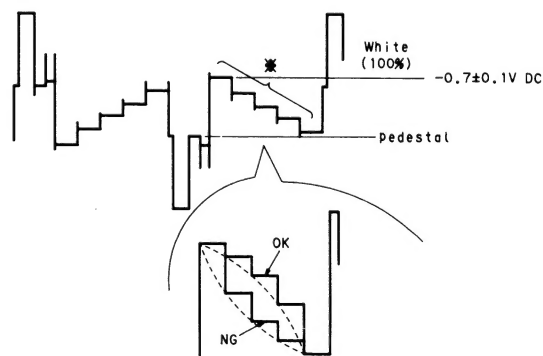 ※
White
(100%)
-0.7±0.1V DC
Pedestal
OK
NG